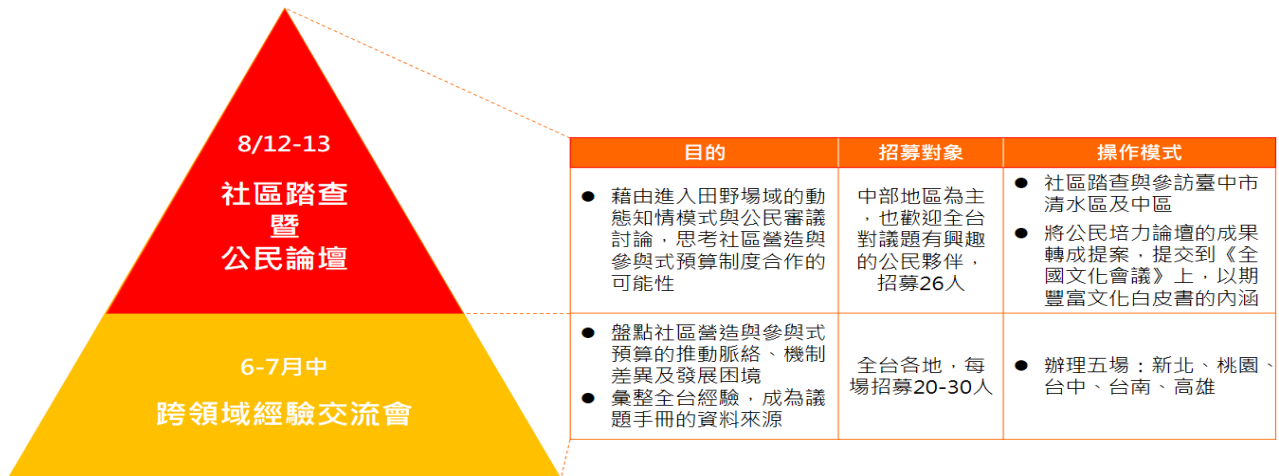 8/12-13
社區踏查
暨
公民論壇
6-7月中
跨領域經驗交流會
目的
招募對象
操作模式
● 藉由進入田野場域的動
態知情模式與公民審議
討論，思考社區營造與
參與式預算制度合作的
可能性
中部地區為主
，也歡迎全台
對議題有興趣
的公民夥伴，
招募26人
● 社區踏查與參訪臺中市
清水區及中區
● 將公民培力論壇的成果
轉成提案，提交到《全
國文化會議》上，以期
豐富文化白皮書的內涵
● 盤點社區營造與參與式
預算的推動脈絡、機制
差異及發展困境
● 彙整全台經驗，成為議
題手冊的資料來源
全台各地，每
場招募20-30人
● 辦理五場：新北、桃園、
台中、台南、高雄